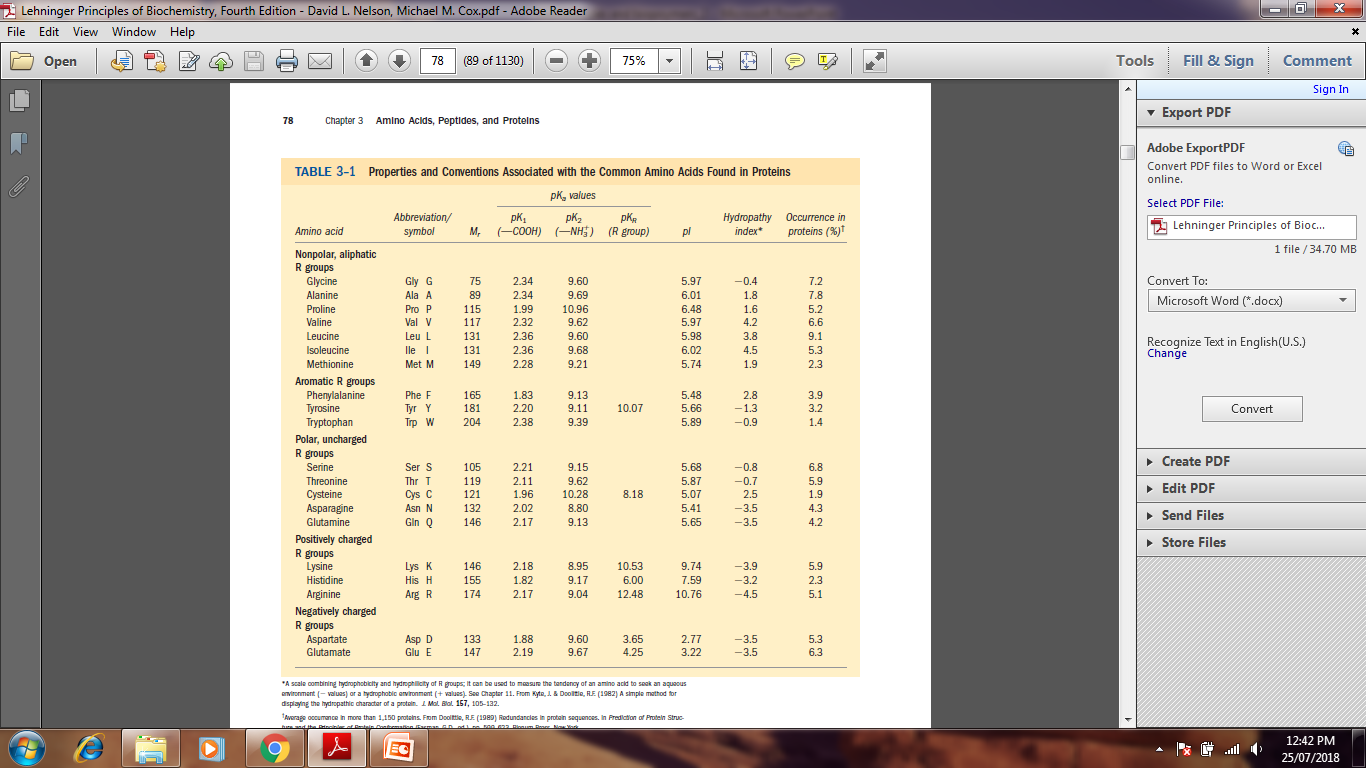 Lehninger Principles of Biochemistry, Fourth Edition - David L. Nelson, Michael M. Cox.pdf - Adobe Reader
File Edit View Window Help
Open 78 (89 of 1130) 75% Tools Fill & Sign Comment
Sign In
Export PDF
Adobe ExportPDF
Convert PDF files to Word or Excel
online.
Select PDF File:
Lehninger Principles of Bioc...
1 file / 34.70 MB
Convert To:
Microsoft Word (*.docx)
Recognize Text in English(U.S.)
Change
Convert
Create PDF
Edit PDF
Send Files
Store Files
78 Chapter 3 Amino Acids, Peptides, and Proteins
TABLE 3–1 Properties and Conventions Associated with the Common Amino Acids Found in Proteins
pKa values
Abbreviation/ pK1 pK2 pKR Hydropathy Occurrence in
Amino acid symbol Mr (—COOH) (—NH3+) (R group) pI index* proteins (%)†
Nonpolar, aliphatic
R groups
Glycine Gly G 75 2.34 9.60 5.97 −0.4 7.2
Alanine Ala A 89 2.34 9.69 6.01 1.8 7.8
Proline Pro P 115 1.99 10.96 6.48 1.6 5.2
Valine Val V 117 2.32 9.62 5.97 4.2 6.6
Leucine Leu L 131 2.36 9.60 5.98 3.8 9.1
Isoleucine Ile I 131 2.36 9.68 6.02 4.5 5.3
Methionine Met M 149 2.28 9.21 5.74 1.9 2.3
Aromatic R groups
Phenylalanine Phe F 165 1.83 9.13 5.48 2.8 3.9
Tyrosine Tyr Y 181 2.20 9.11 10.07 5.66 −1.3 3.2
Tryptophan Trp W 204 2.38 9.39 5.89 −0.9 1.4
Polar, uncharged
R groups
Serine Ser S 105 2.21 9.15 5.68 −0.8 6.8
Threonine Thr T 119 2.11 9.62 5.87 −0.7 5.9
Cysteine Cys C 121 1.96 10.28 8.18 5.07 2.5 1.9
Asparagine Asn N 132 2.02 8.80 5.41 −3.5 4.3
Glutamine Gln Q 146 2.17 9.13 5.65 −3.5 4.2
Positively charged
R groups
Lysine Lys K 146 2.18 8.95 10.53 9.74 −3.9 5.9
Histidine His H 155 1.82 9.17 6.00 7.59 −3.2 2.3
Arginine Arg R 174 2.17 9.04 12.48 10.76 −4.5 5.1
Negatively charged
R groups
Aspartate Asp D 133 1.88 9.60 3.65 2.77 −3.5 5.3
Glutamate Glu E 147 2.19 9.67 4.25 3.22 −3.5 6.3
*A scale combining hydrophobicity and hydrophilicity of R groups; it can be used to measure the tendency of an amino acid to seek an aqueous
environment (− values) or a hydrophobic environment (+ values). See Chapter 11. From Kyte, J. & Doolittle, R.F. (1982) A simple method for
displaying the hydropathic character of a protein. J. Mol. Biol. 157, 105–132.
†Average occurrence in more than 1,150 proteins. From Doolittle, R.F. (1989) Redundancies in protein sequences. In Prediction of Protein Struc-
12:42 PM
25/07/2018